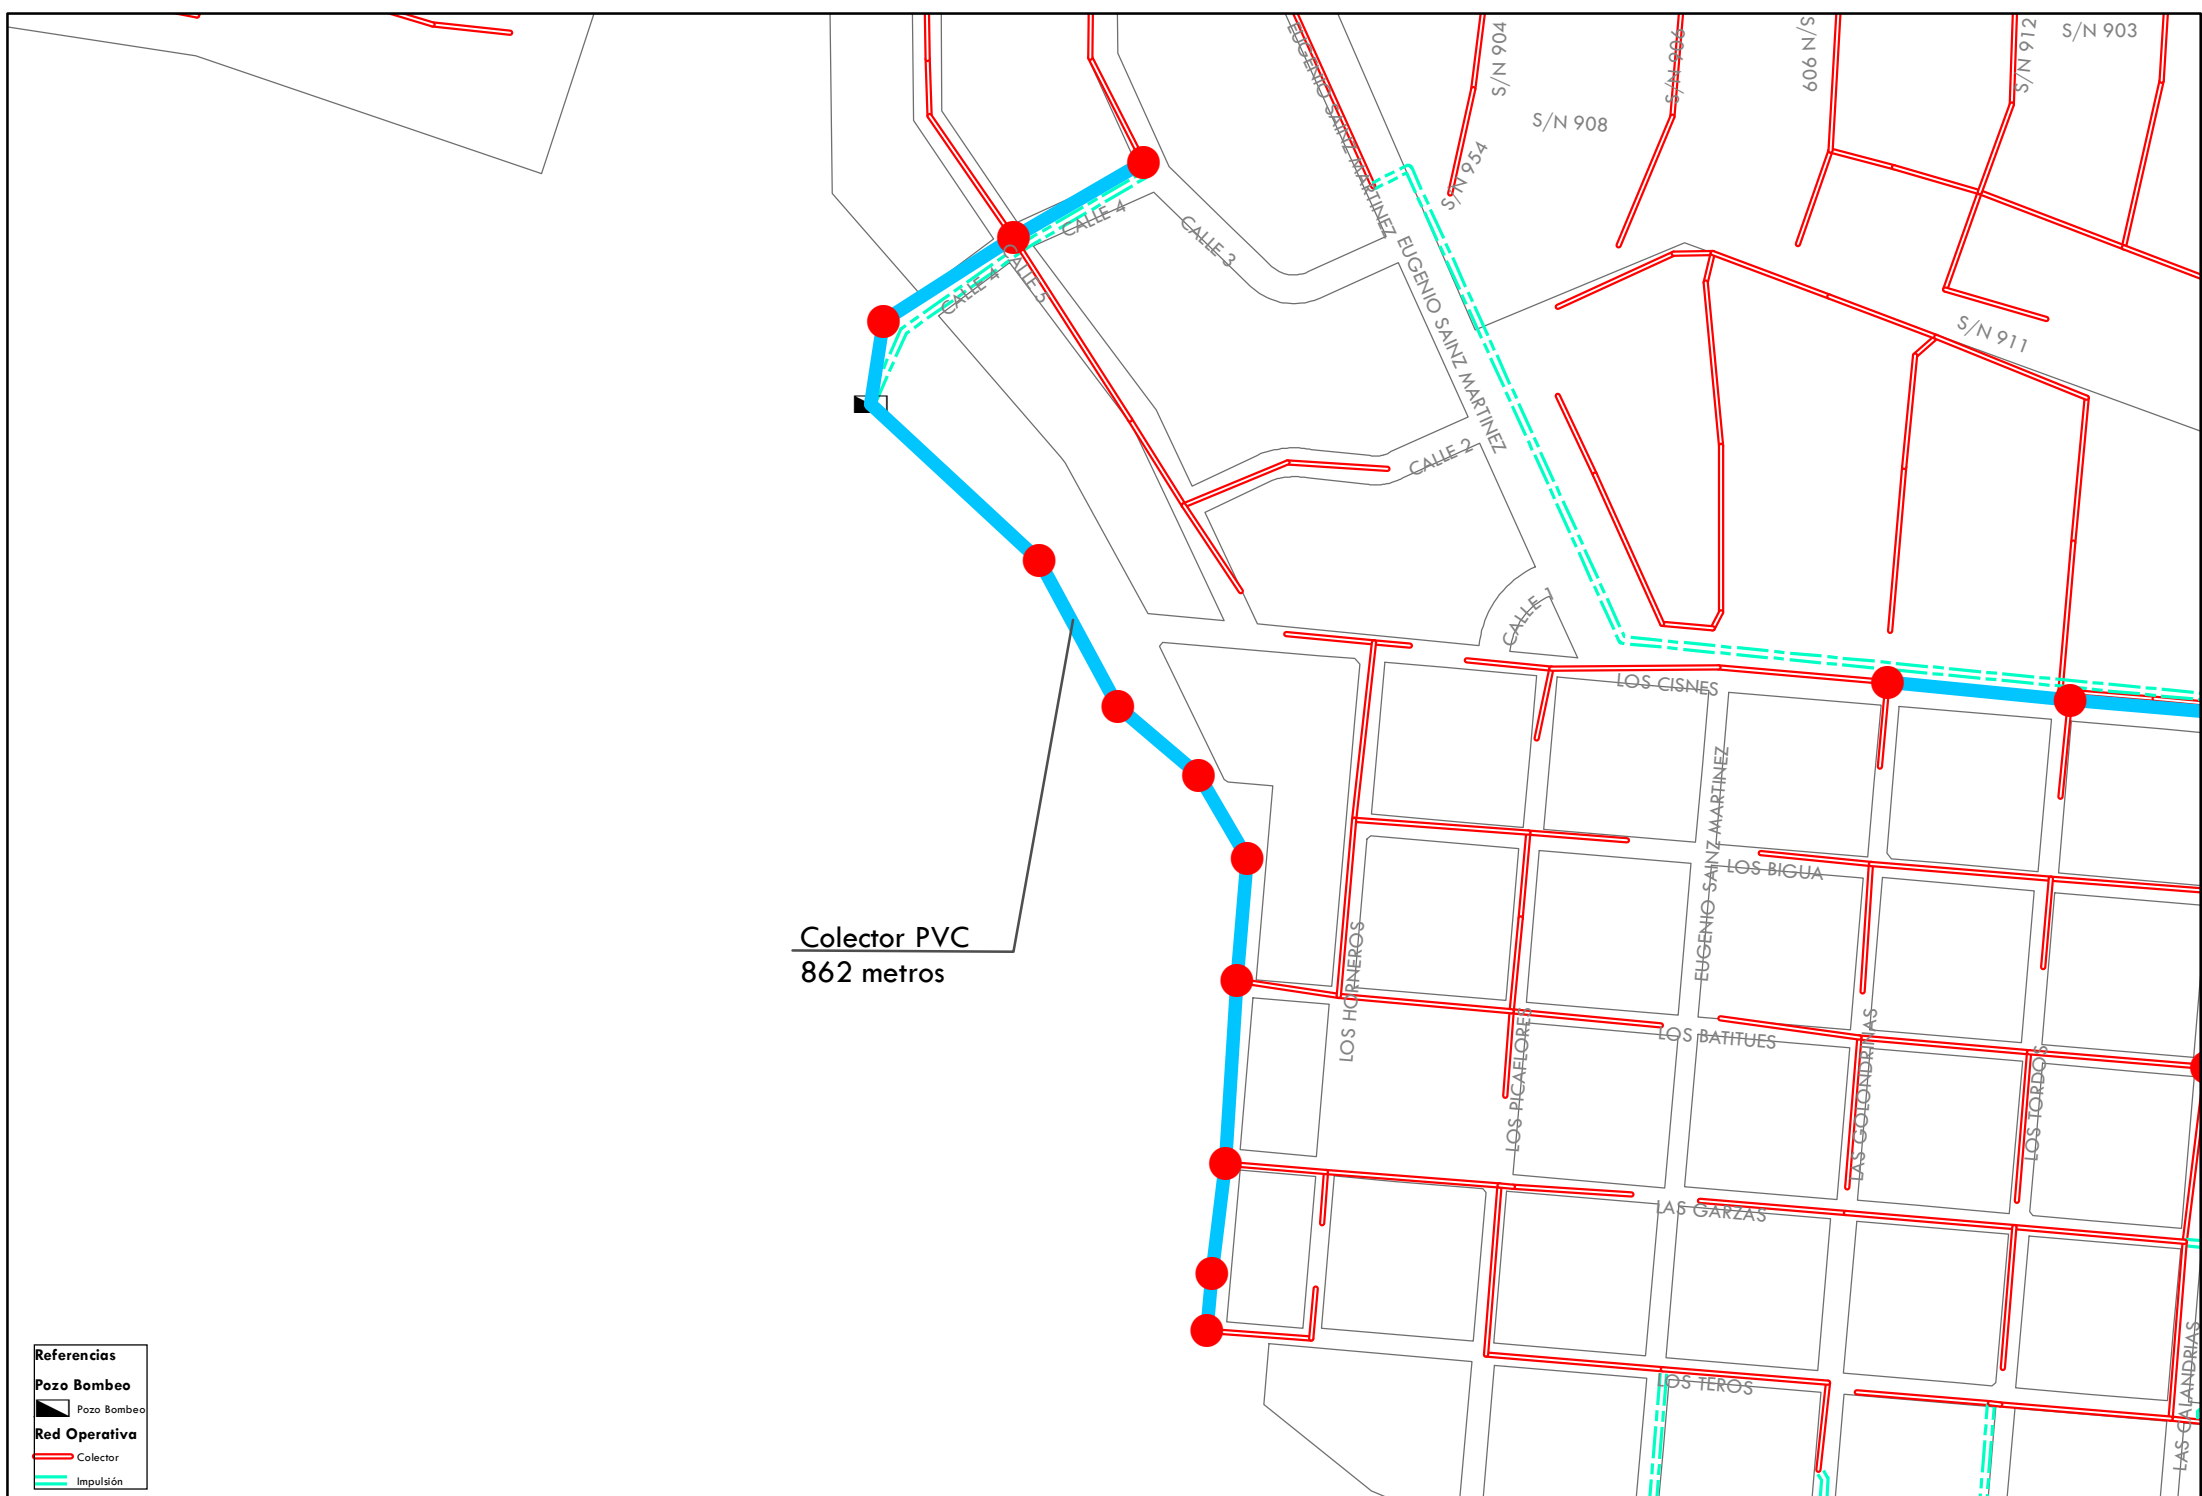 S/N 904
S/N 906
S/N 909
S/N 912
S/N 903
S/N 908
S/N 954
EUGENIO SAINZ MARTINEZ
EUGENIO SAINZ MARTINEZ
CALLE 4
CALLE 3
CALLE 4
CALLE 5
S/N 911
CALLE 2
CALLE 1
LOS CISNES
EUGENIO SAINZ MARTINEZ
LOS BIGUA
Colector PVC
862 metros
LOS HORNEROS
LOS PICAFLORES
LOS BATITUES
LAS GOLONDRINAS
LOS TORDOS
LAS GARZAS
LOS TEROS
LAS CALANDRIAS
Referencias
Pozo Bombeo
Pozo Bombeo
Red Operativa
Colector
Impulsión